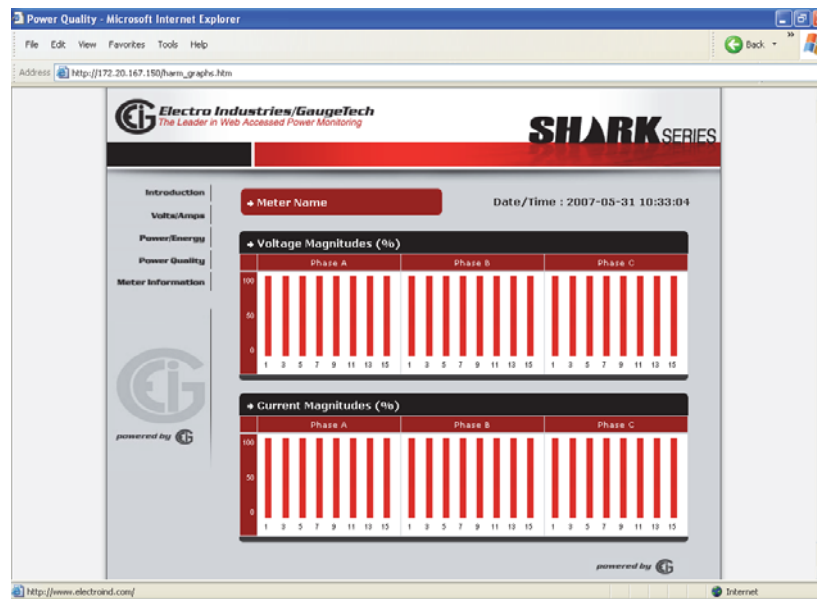 Power Quality - Microsoft Internet Explorer
File Edit View Favorites Tools Help
Back
Address http://172.20.167.150/harm_graphs.htm
EIG Electro Industries/GaugeTech
The Leader in Web Accessed Power Monitoring
SHARK SERIES
Introduction
Volts/Amps
Power/Energy
Power Quality
Meter Information
Meter Name
Date/Time : 2007-05-31 10:33:04
Voltage Magnitudes (%)
Phase A Phase B Phase C
100
50
0
1 3 5 7 9 11 13 15 1 3 5 7 9 11 13 15 1 3 5 7 9 11 13 15
EIG
powered by EIG
Current Magnitudes (%)
Phase A Phase B Phase C
100
50
0
1 3 5 7 9 11 13 15 1 3 5 7 9 11 13 15 1 3 5 7 9 11 13 15
powered by EIG
http://www.electroind.com/
Internet